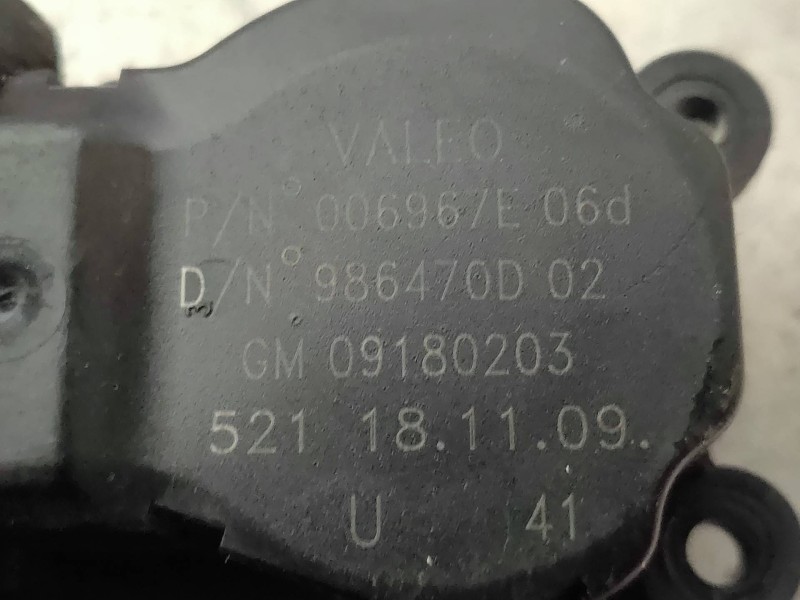 VALEO
P/N° 006967E 06d
D/N° 986470D 02
GM 09180203
521 18.11.09.
U 41